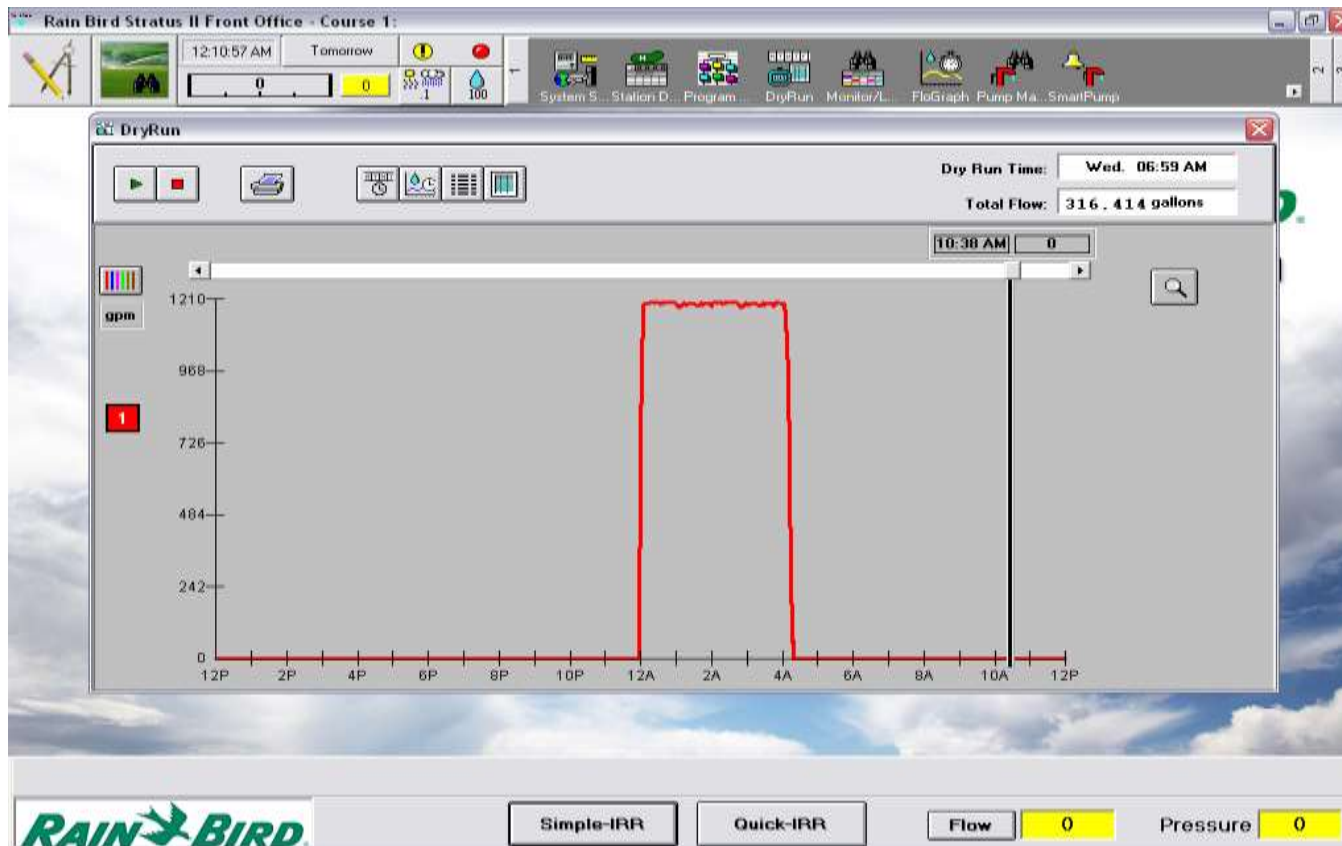 Rain Bird Stratus II Front Office - Course 1:
12:10:57 AM Tomorrow
0 0 .1 100
System S... Station D... Program... DryRun Monitor/L... FloGraph Pump Ma... SmartPump
1 2
DryRun
Dry Run Time: Wed. 06:59 AM
Total Flow: 316,414 gallons
10:38 AM 0
gpm
1
1210
968
726
484
242
0
12P 2P 4P 6P 8P 10P 12A 2A 4A 6A 8A 10A 12P
RAIN BIRD.
Simple-IRR Quick-IRR Flow 0 Pressure 0